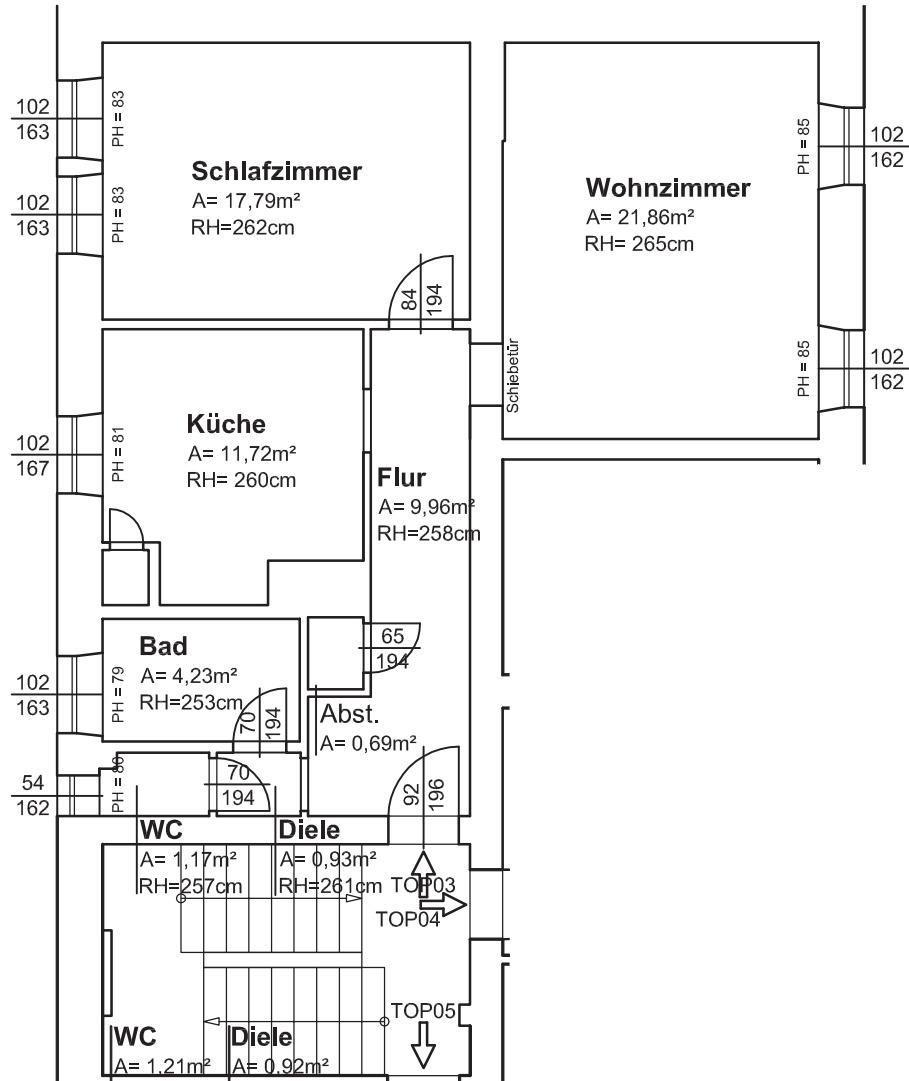 102
163
PH = 83
102
163
PH = 83
Schlafzimmer
A= 17,79m²
RH=262cm
84
194
Wohnzimmer
A= 21,86m²
RH= 265cm
PH = 85
102
162
PH = 85
102
162
Schiebetür
Küche
A= 11,72m²
RH= 260cm
102
167
PH = 81
Flur
A= 9,96m²
RH=258cm
65
194
Bad
A= 4,23m²
RH=253cm
102
163
PH = 79
70
194
Abst.
A= 0,69m²
54
162
PH = 80
70
194
92
196
WC
A= 1,17m²
RH=257cm
Diele
A= 0,93m²
RH=261cm
TOP03
TOP04
TOP05
WC
A= 1,21m²
Diele
A= 0,92m²